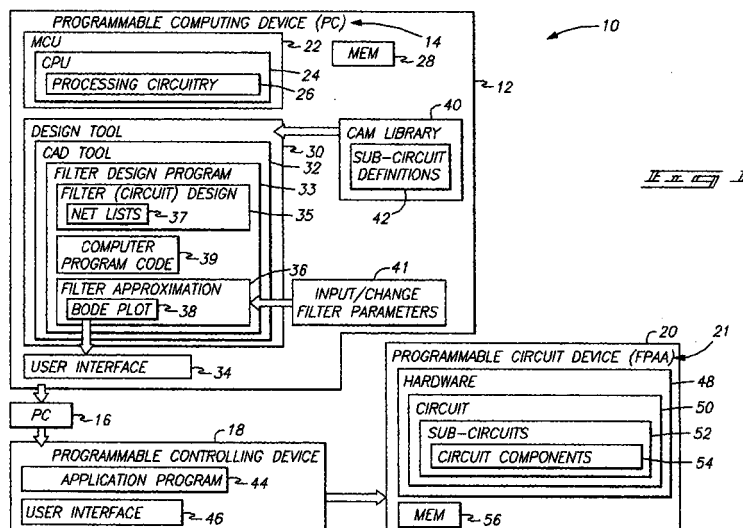 PROGRAMMABLE COMPUTING DEVICE (PC)
14
10
MCU
22
CPU
24
PROCESSING CIRCUITRY
26
MEM
28
12
DESIGN TOOL
30
CAD TOOL
32
FILTER DESIGN PROGRAM
33
FILTER (CIRCUIT) DESIGN
35
NET LISTS
37
COMPUTER
PROGRAM CODE
39
FILTER APPROXIMATION
36
BODE PLOT
38
40
CAM LIBRARY
SUB-CIRCUIT
DEFINITIONS
42
41
INPUT/CHANGE
FILTER PARAMETERS
USER INTERFACE
34
PC
16
18
PROGRAMMABLE CONTROLLING DEVICE
APPLICATION PROGRAM
44
USER INTERFACE
46
20
PROGRAMMABLE CIRCUIT DEVICE (FPAA)
21
HARDWARE
48
CIRCUIT
50
SUB-CIRCUITS
52
CIRCUIT COMPONENTS
54
MEM
56